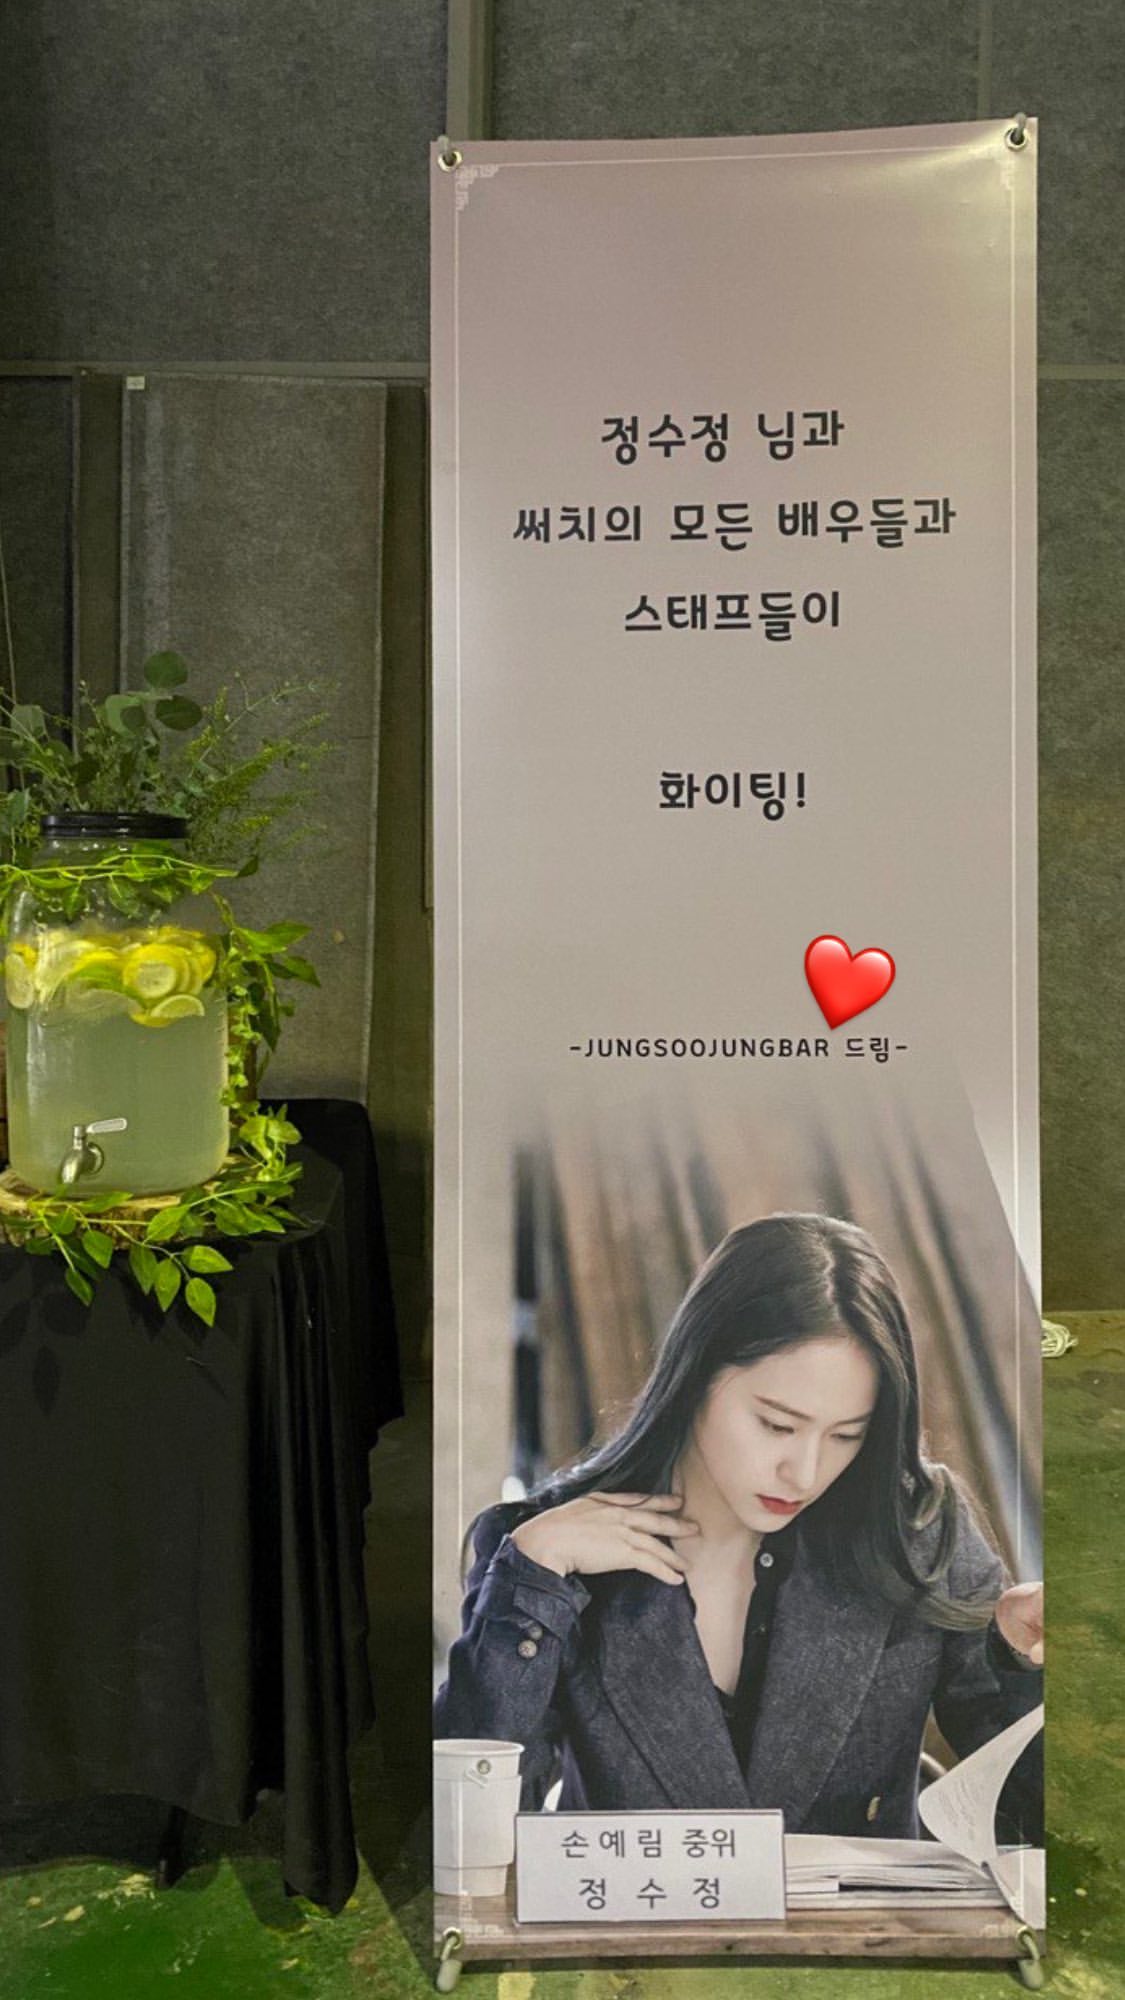 정수정 님과
써치의 모든 배우들과
스태프들이
화이팅!
-JUNGSOOJUNGBAR 드림-
손예림 중위
정 수 정